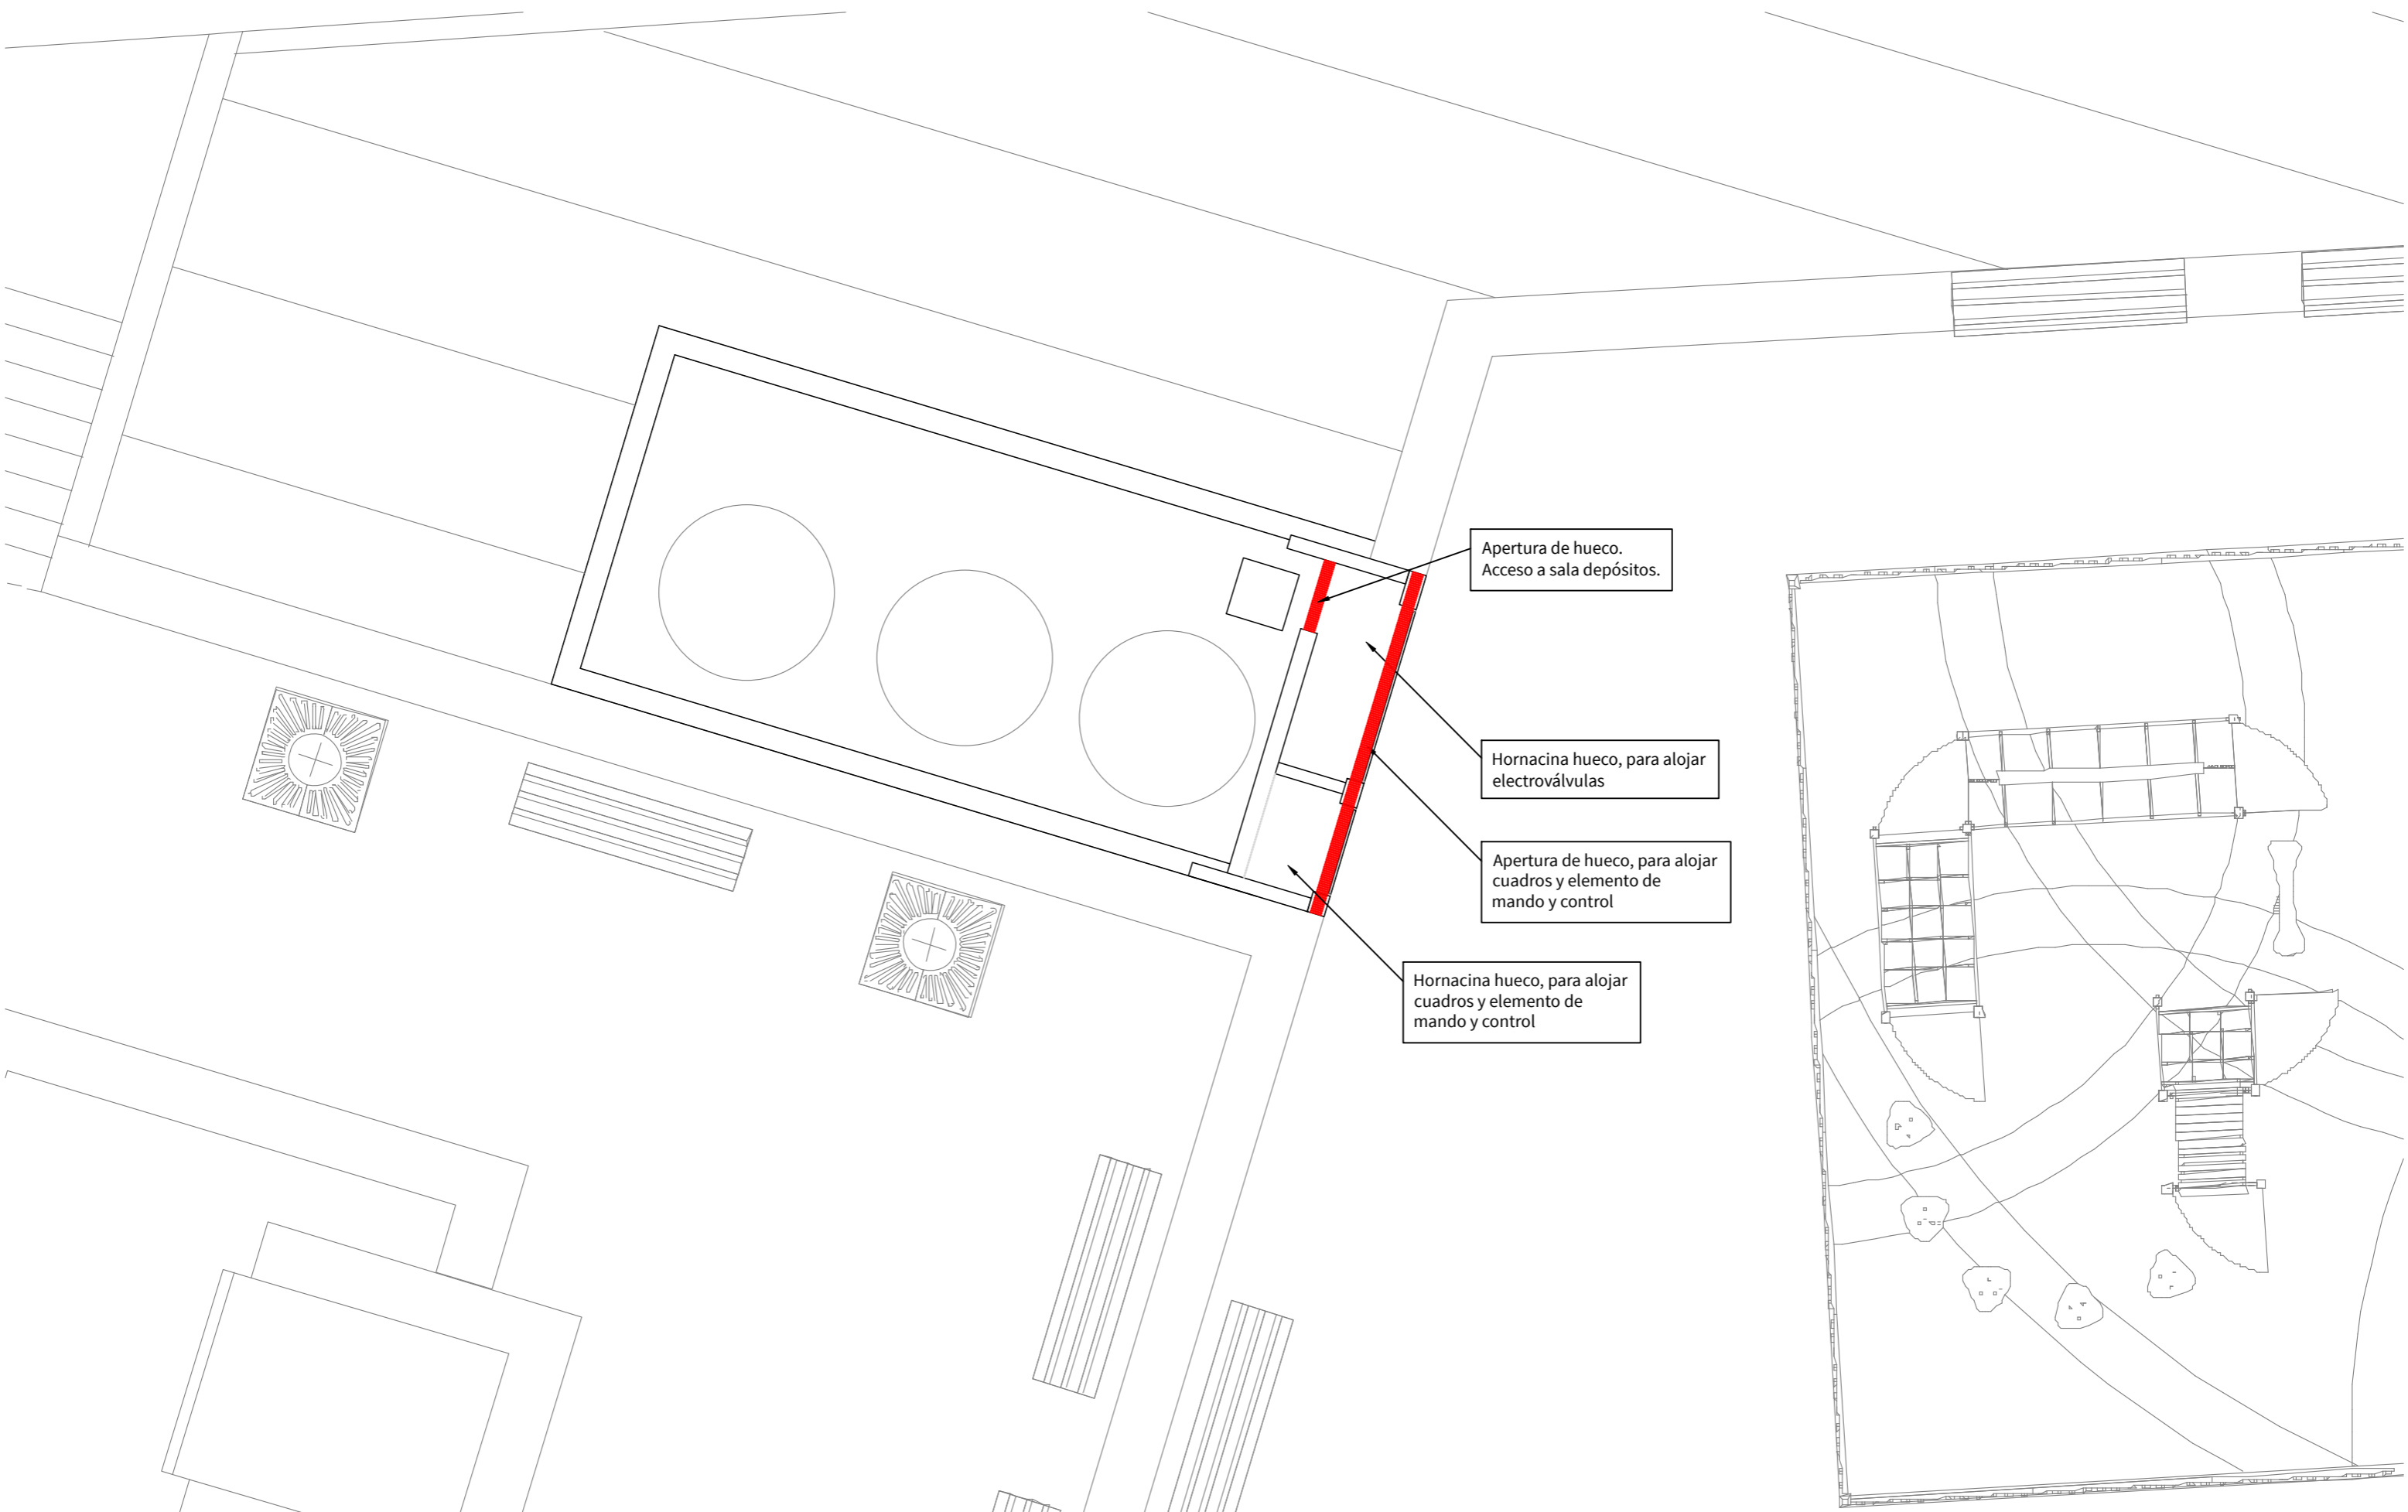 Apertura de hueco.
Acceso a sala depósitos.
Hornacina hueco, para alojar
electroválvulas
Apertura de hueco, para alojar
cuadros y elemento de
mando y control
Hornacina hueco, para alojar
cuadros y elemento de
mando y control